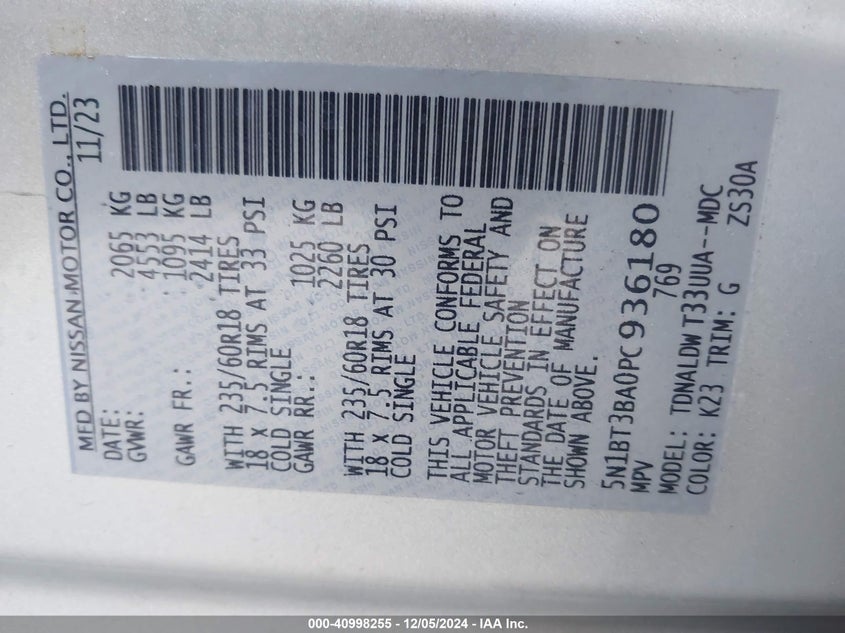 MFD BY NISSAN MOTOR CO., LTD.
DATE: 11/23
GVWR: 2065 KG
4553 LB
GAWR FR.: 1095 KG
2414 LB
WITH 235/60R18 TIRES
18 X 7.5 RIMS AT 33 PSI
COLD SINGLE
GAWR RR.: 1025 KG
2260 LB
WITH 235/60R18 TIRES
18 X 7.5 RIMS AT 30 PSI
COLD SINGLE
THIS VEHICLE CONFORMS TO
ALL APPLICABLE FEDERAL
MOTOR VEHICLE SAFETY AND
THEFT PREVENTION
STANDARDS IN EFFECT ON
THE DATE OF MANUFACTURE
SHOWN ABOVE.
5N1BT3BA0PC936180
MPV 769
MODEL: TDNALDW T33UUA--MDC
COLOR: K23 TRIM: G ZS30A
000-40998255 - 12/05/2024 - IAA Inc.